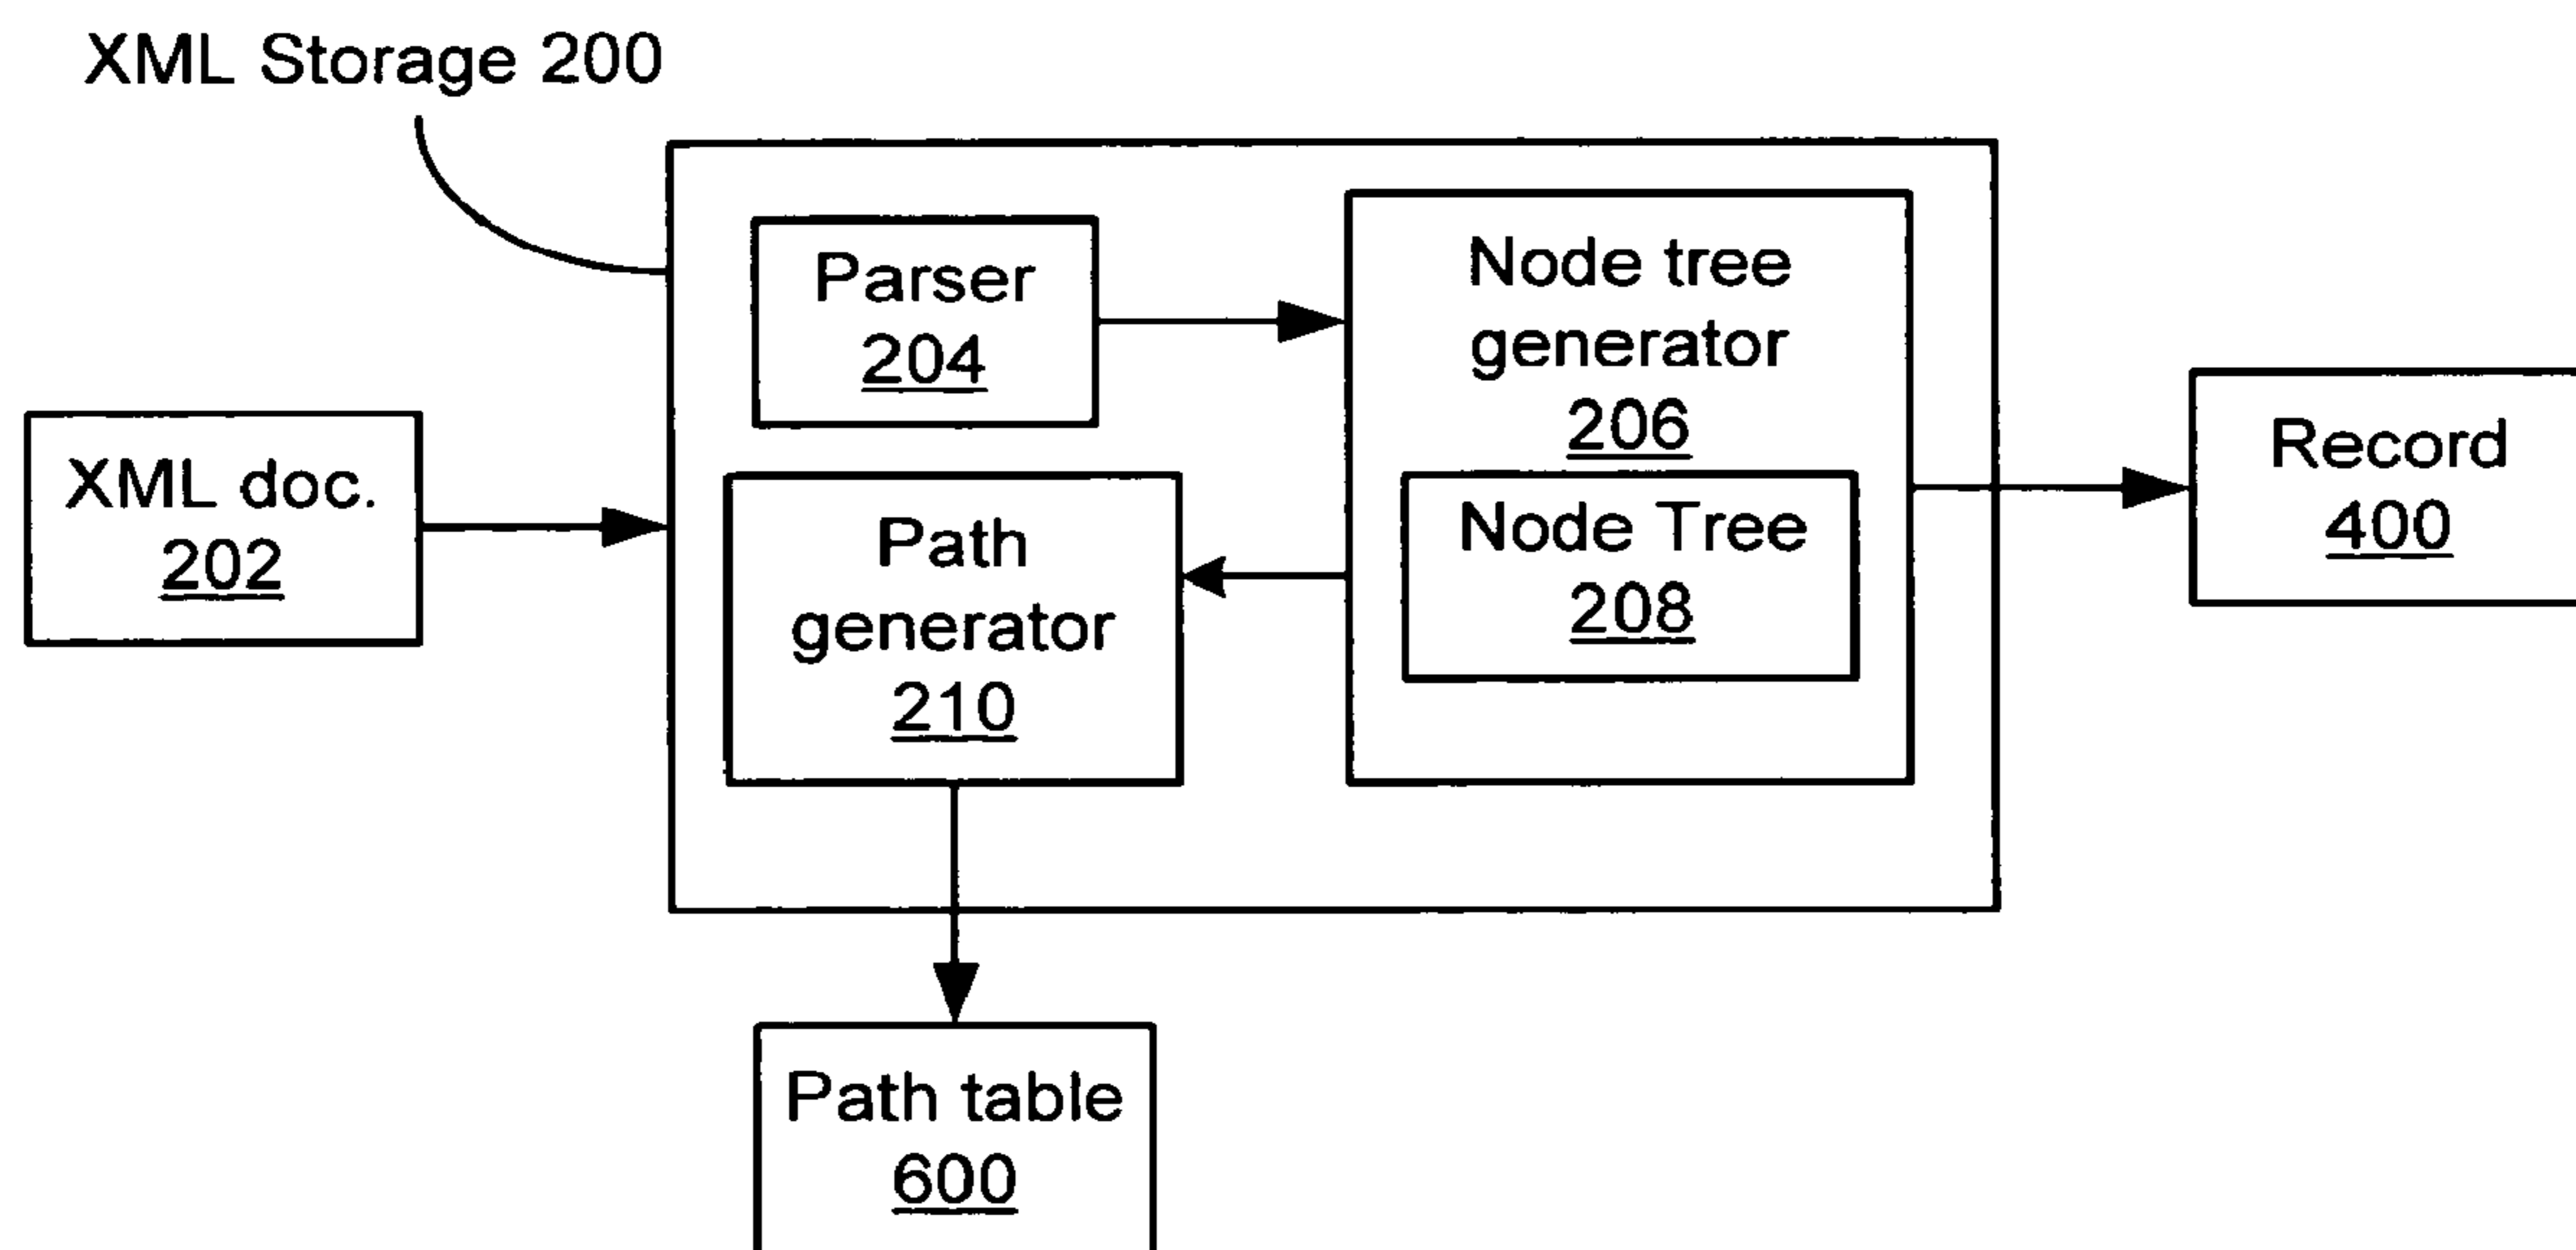 XML Storage 200
Parser
204
Node tree
generator
206
Node Tree
208
XML doc.
202
Path
generator
210
Record
400
Path table
600